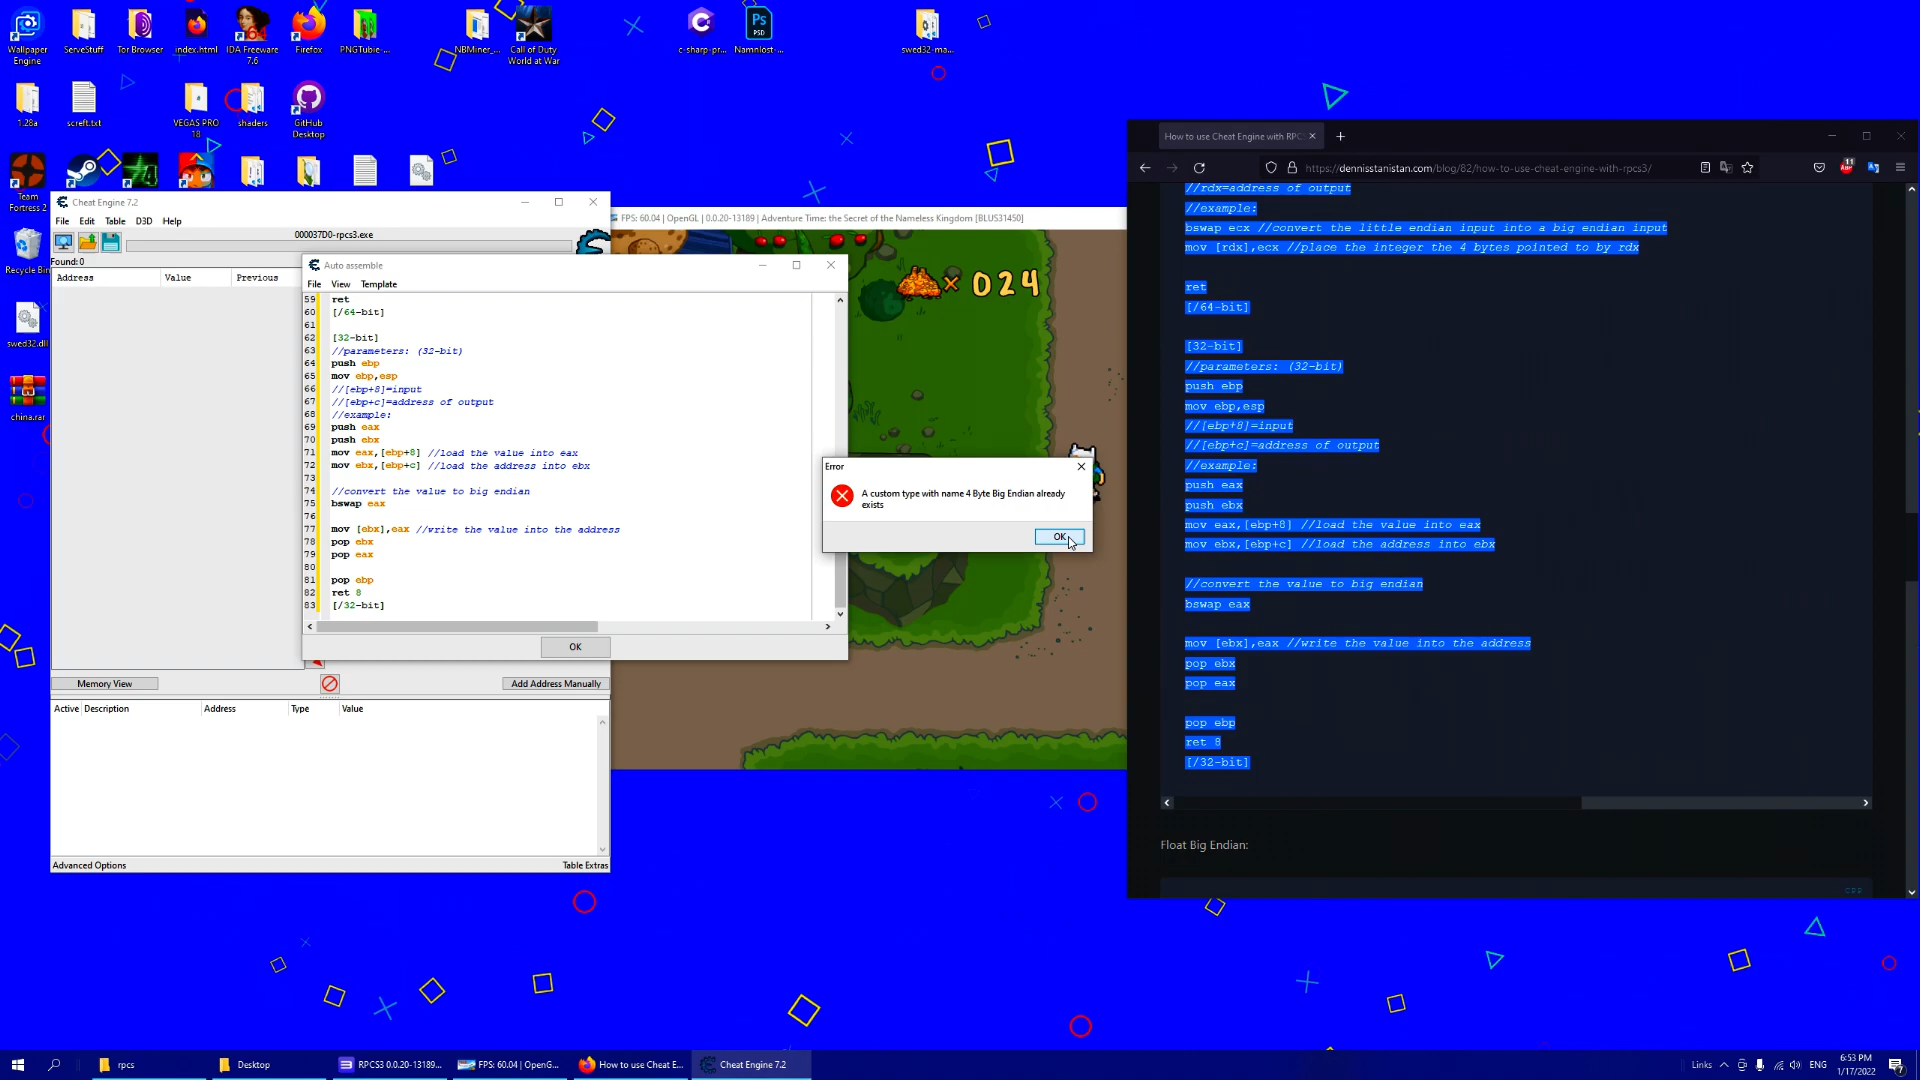 Wallpaper Engine
ServeStuff
Tor Browser
index.html
IDA Freeware 7.6
Firefox
PNGTubie-...
NBMiner_...
Call of Duty World at War
c-sharp-pr...
Namnlöst-...
swed32-ma...
1.28a
screft.txt
VEGAS PRO 18
shaders
GitHub Desktop
Team Fortress 2
Recycle Bin
swed32.dll
china.rar
Cheat Engine 7.2
File Edit Table D3D Help
000037D0-rpcs3.exe
Found:0
Address Value Previous
Memory View
Add Address Manually
Active Description Address Type Value
Advanced Options
Table Extras
Auto assemble
File View Template
59 ret
60 [/64-bit]
61
62 [32-bit]
63 //parameters: (32-bit)
64 push ebp
65 mov ebp,esp
66 //[ebp+8]=input
67 //[ebp+c]=address of output
68 //example:
69 push eax
70 push ebx
71 mov eax,[ebp+8] //load the value into eax
72 mov ebx,[ebp+c] //load the address into ebx
73
74 //convert the value to big endian
75 bswap eax
76
77 mov [ebx],eax //write the value into the address
78 pop ebx
79 pop eax
80
81 pop ebp
82 ret 8
83 [/32-bit]
OK
FPS: 60.04 | OpenGL | 0.0.20-13189 | Adventure Time: the Secret of the Nameless Kingdom [BLUS31450]
× 024
Error
A custom type with name 4 Byte Big Endian already
exists
OK
How to use Cheat Engine with RPCS
11
https://dennisstanistan.com/blog/82/how-to-use-cheat-engine-with-rpcs3/
//rdx=address of output
//example:
bswap ecx //convert the little endian input into a big endian input
mov [rdx],ecx //place the integer the 4 bytes pointed to by rdx
ret
[/64-bit]
[32-bit]
//parameters: (32-bit)
push ebp
mov ebp,esp
//[ebp+8]=input
//[ebp+c]=address of output
//example:
push eax
push ebx
mov eax,[ebp+8] //load the value into eax
mov ebx,[ebp+c] //load the address into ebx
//convert the value to big endian
bswap eax
mov [ebx],eax //write the value into the address
pop ebx
pop eax
pop ebp
ret 8
[/32-bit]
Float Big Endian:
CPP
rpcs
Desktop
RPCS3 0.0.20-13189...
FPS: 60.04 | OpenG...
How to use Cheat E...
Cheat Engine 7.2
Links
ENG
6:53 PM
1/17/2022
7